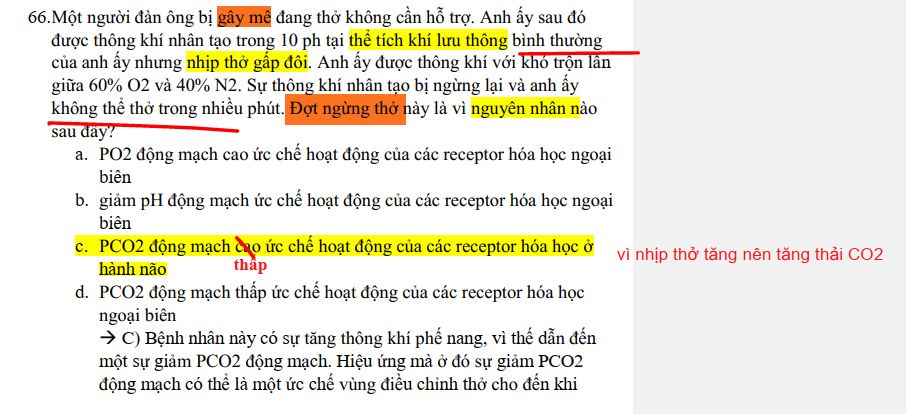 66.Một người đàn ông bị gây mê đang thở không cần hỗ trợ. Anh ấy sau đó
được thông khí nhân tạo trong 10 ph tại thể tích khí lưu thông bình thường
của anh ấy nhưng nhịp thở gấp đôi. Anh ấy được thông khí với khó trộn lẫn
giữa 60% O2 và 40% N2. Sự thông khí nhân tạo bị ngừng lại và anh ấy
không thể thở trong nhiều phút. Đợt ngừng thở này là vì nguyên nhân nào
sau đây?
a. PO2 động mạch cao ức chế hoạt động của các receptor hóa học ngoại
biên
b. giảm pH động mạch ức chế hoạt động của các receptor hóa học ngoại
biên
c. PCO2 động mạch cao ức chế hoạt động của các receptor hóa học ở
hành não
thấp
vì nhịp thở tăng nên tăng thải CO2
d. PCO2 động mạch thấp ức chế hoạt động của các receptor hóa học
ngoại biên
→ C) Bệnh nhân này có sự tăng thông khí phế nang, vì thế dẫn đến
một sự giảm PCO2 động mạch. Hiệu ứng mà ở đó sự giảm PCO2
động mạch có thể là một ức chế vùng điều chỉnh thở cho đến khi